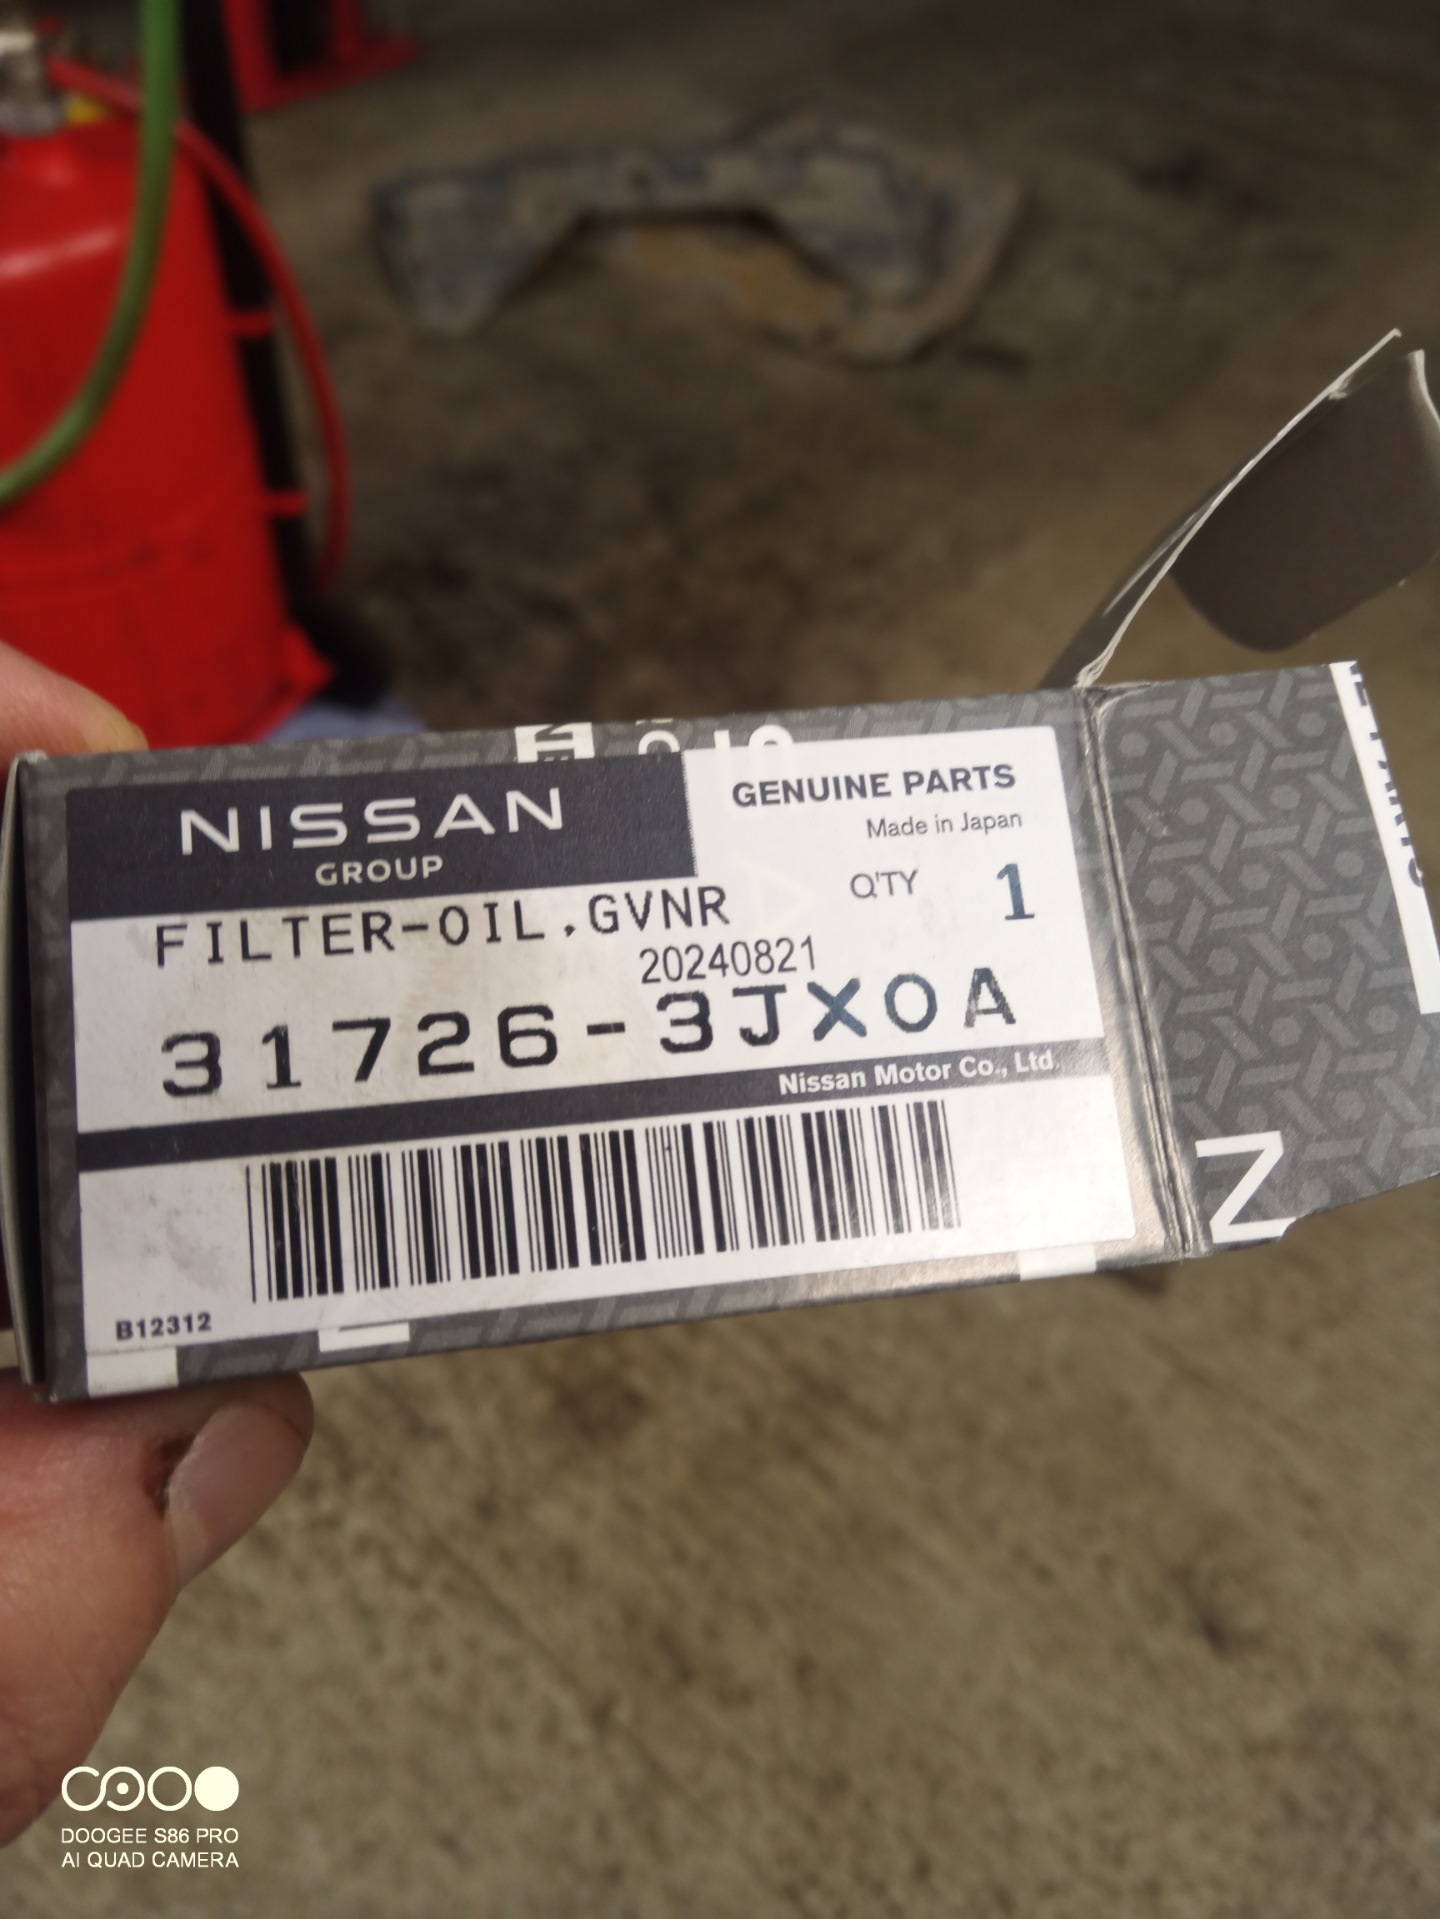 NISSAN
GROUP
GENUINE PARTS
Made in Japan
Q'TY 1
FILTER-OIL,GVNR
20240821
31726-3JX0A
Nissan Motor Co., Ltd.
B12312
N
DOOGEE S86 PRO
AI QUAD CAMERA